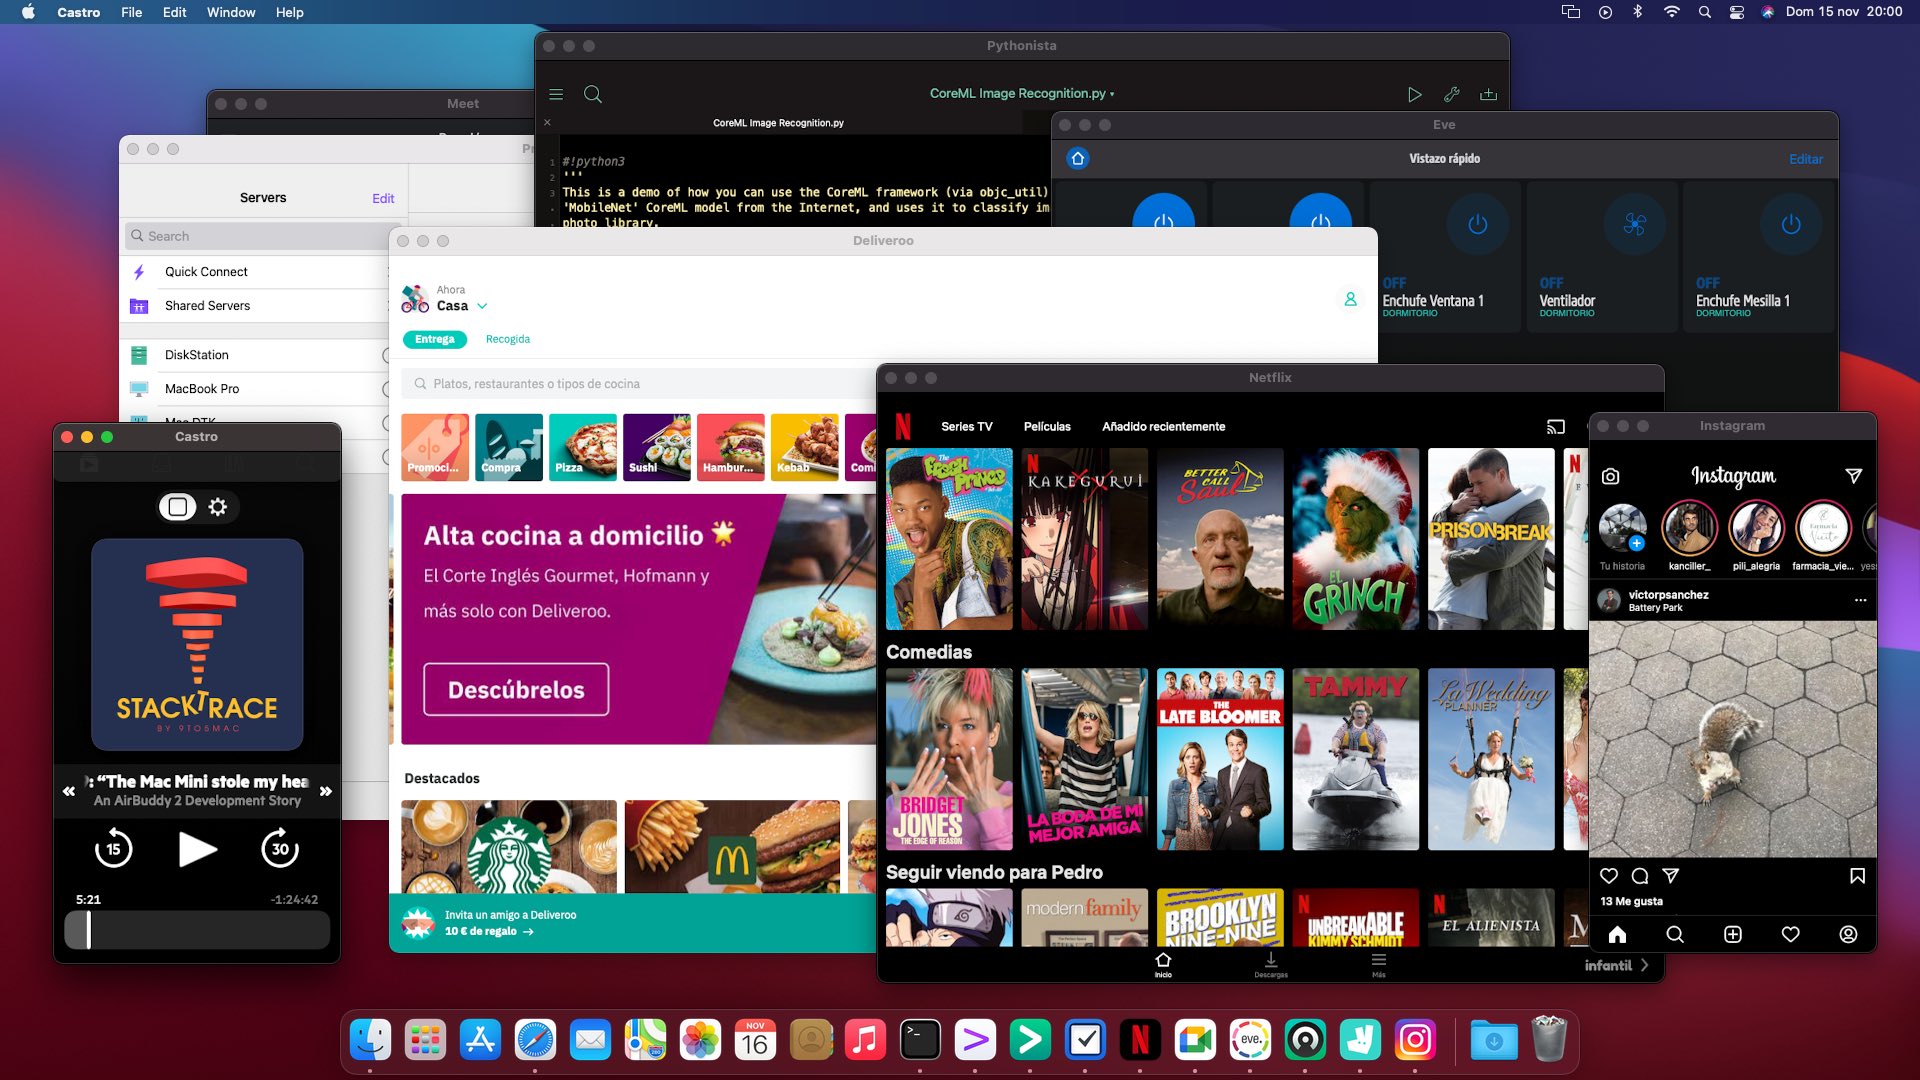 Castro File Edit Window Help
Dom 15 nov 20:00
Pythonista
CoreML Image Recognition.py
CoreML Image Recognition.py
1 #!python3
2 '''
3 This is a demo of how you can use the CoreML framework (via objc_util)
'MobileNet' CoreML model from the Internet, and uses it to classify im
photo library.
Meet
Servers
Edit
Search
Quick Connect
Shared Servers
DiskStation
MacBook Pro
Mac DTK
Eve
Vistazo rápido
Editar
OFF
Enchufe Ventana 1
DORMITORIO
OFF
Ventilador
DORMITORIO
OFF
Enchufe Mesilla 1
DORMITORIO
Deliveroo
Ahora
Casa
Entrega Recogida
Platos, restaurantes o tipos de cocina
Promoci... Compra Pizza Sushi Hambur... Kebab Comi
Alta cocina a domicilio
El Corte Inglés Gourmet, Hofmann y
más solo con Deliveroo.
Descúbrelos
Destacados
Invita un amigo a Deliveroo
10 € de regalo →
Castro
STACKTRACE
BY 9TO5MAC
: “The Mac Mini stole my hea
An AirBuddy 2 Development Story
15
30
5:21
-1:24:42
Netflix
N
Series TV Películas Añadido recientemente
The Fresh Prince
N
KAKEGURUI
BETTER CALL Saul
EL GRINCH
PRISON BREAK
N
Comedias
BRIDGET JONES
THE EDGE OF REASON
LA BODA DE MI MEJOR AMIGA
THE LATE BLOOMER
TAMMY
La Wedding PLANNER
Seguir viendo para Pedro
modern family
BROOKLYN NINE-NINE
N
UNBREAKABLE
KIMMY SCHMIDT
N
EL ALIENISTA
N
M
Inicio
Descargas
Más
infantil
Instagram
Instagram
Tu historia
kanciller_
pili_alegria
Farmacia Vicente
farmacia_vie...
yes
victorpsanchez
Battery Park
13 Me gusta
NOV
16
280
>_
N
eve.